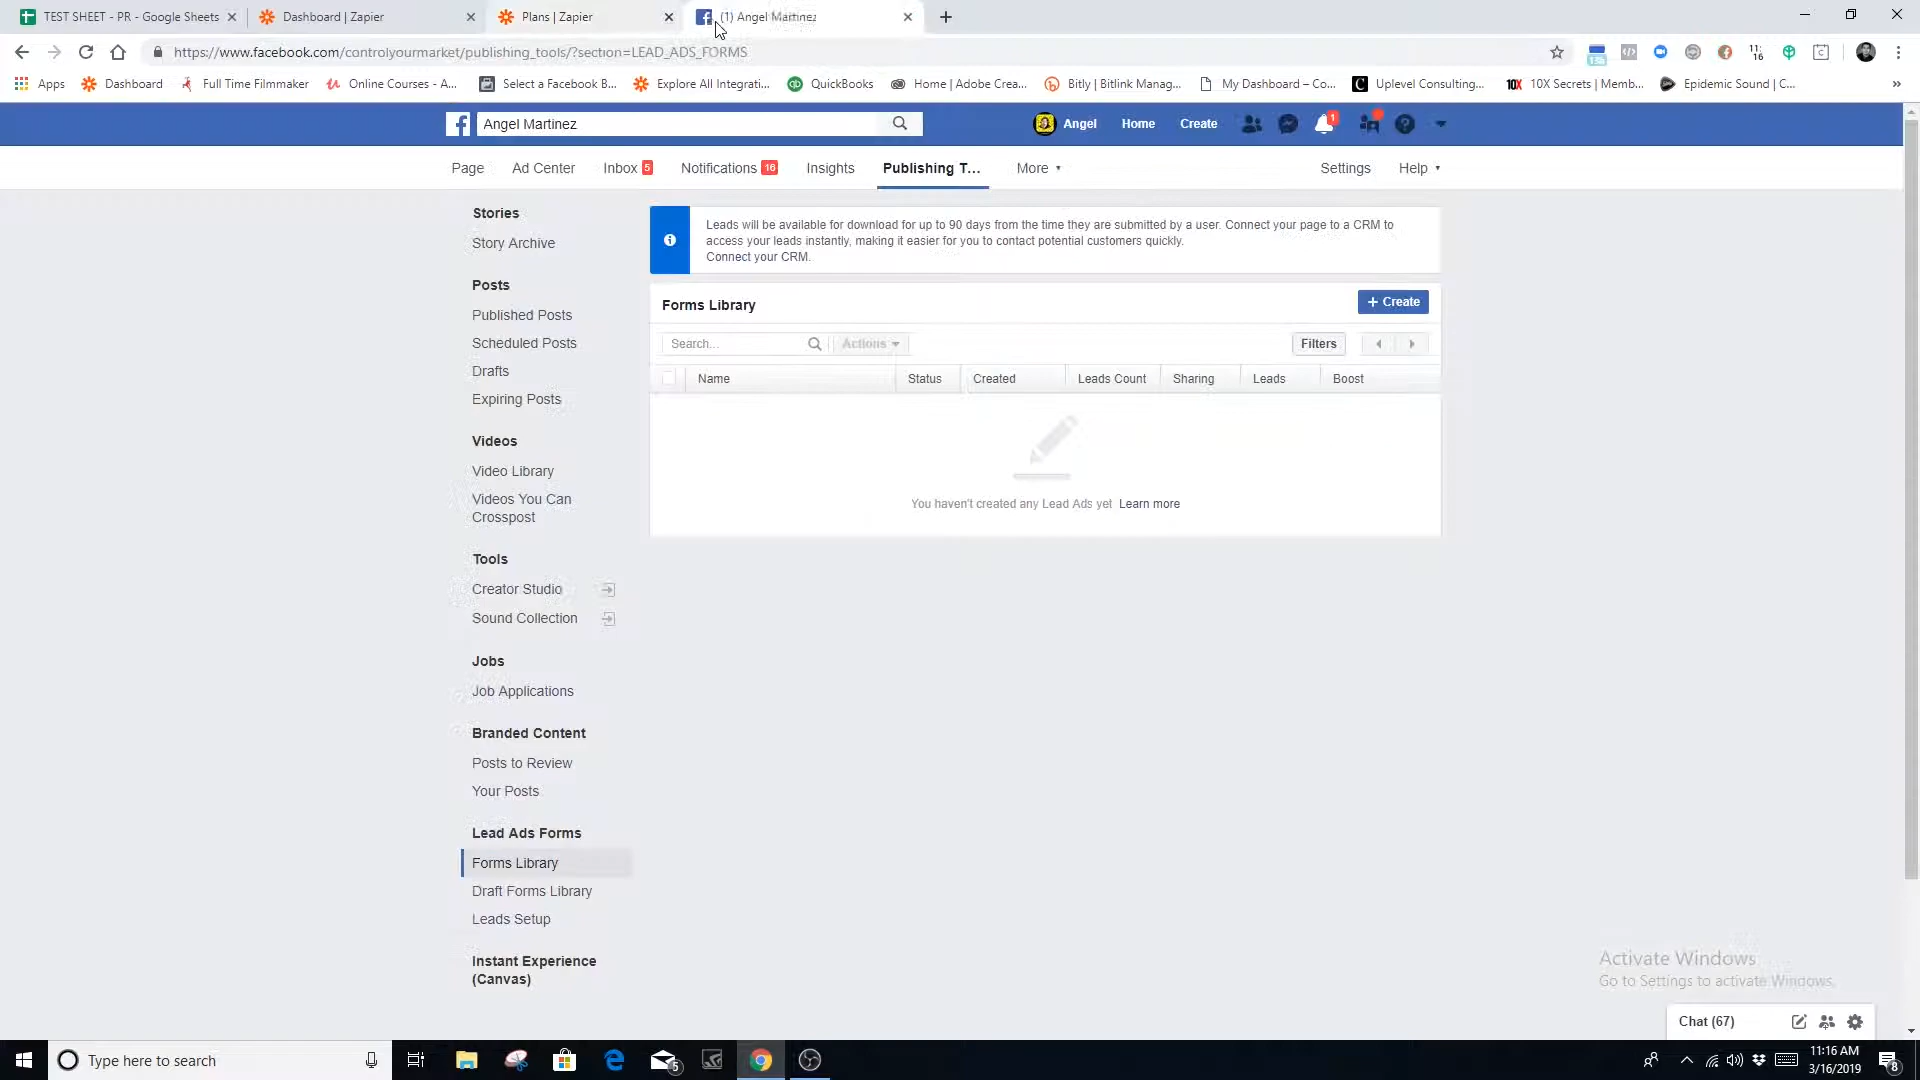 TEST SHEET - PR - Google Sheets
Dashboard | Zapier
Plans | Zapier
(1) Angel Martinez
https://www.facebook.com/controlyourmarket/publishing_tools/?section=LEAD_ADS_FORMS
11:
16
Apps
Dashboard
Full Time Filmmaker
Online Courses - A...
Select a Facebook B...
Explore All Integrati...
QuickBooks
Home | Adobe Crea...
Bitly | Bitlink Manag...
My Dashboard – Co...
Uplevel Consulting...
10X
10X Secrets | Memb...
Epidemic Sound | C...
»
Angel Martinez
Angel
Home
Create
1
Page
Ad Center
Inbox 5
Notifications 16
Insights
Publishing T...
More
Settings
Help
Stories
Story Archive
Posts
Published Posts
Scheduled Posts
Drafts
Expiring Posts
Videos
Video Library
Videos You Can
Crosspost
Tools
Creator Studio
Sound Collection
Jobs
Job Applications
Branded Content
Posts to Review
Your Posts
Lead Ads Forms
Forms Library
Draft Forms Library
Leads Setup
Instant Experience
(Canvas)
Leads will be available for download for up to 90 days from the time they are submitted by a user. Connect your page to a CRM to
access your leads instantly, making it easier for you to contact potential customers quickly.
Connect your CRM.
Forms Library
+ Create
Search...
Actions
Filters
Name
Status
Created
Leads Count
Sharing
Leads
Boost
You haven't created any Lead Ads yet Learn more
Activate Windows
Go to Settings to activate Windows.
Chat (67)
Type here to search
5
11:16 AM
3/16/2019
8